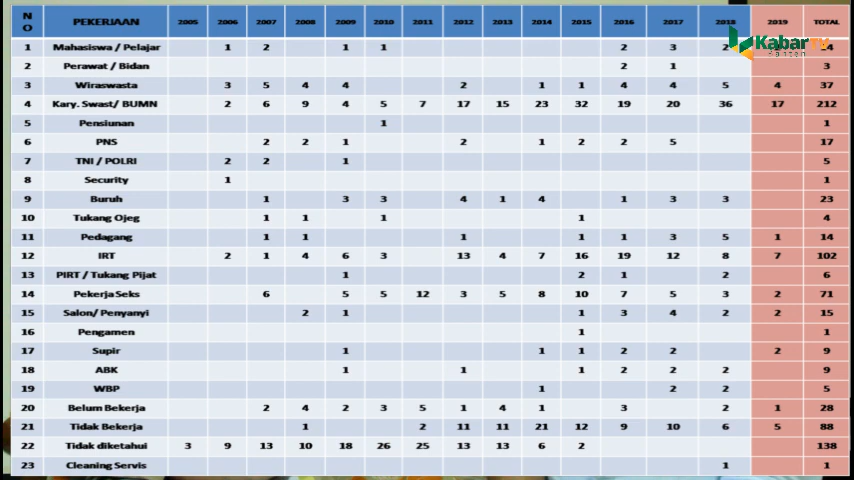 NO PEKERJAAN 2005 2006 2007 2008 2009 2010 2011 2012 2013 2014 2015 2016 2017 2018 2019 TOTAL
1 Mahasiswa / Pelajar 1 2 1 1 2 3 2
2 Perawat / Bidan 2 1 3
3 Wiraswasta 3 5 4 4 2 1 1 4 4 5 4 37
4 Kary. Swast/ BUMN 2 6 9 4 5 7 17 15 23 32 19 20 36 17 212
5 Pensiunan 1 1
6 PNS 2 2 1 2 1 2 2 5 17
7 TNI / POLRI 2 2 1 5
8 Security 1 1
9 Buruh 1 3 3 4 1 4 1 3 3 23
10 Tukang Ojeg 1 1 1 1 4
11 Pedagang 1 1 1 1 1 3 5 1 14
12 IRT 2 1 4 6 3 13 4 7 16 19 12 8 7 102
13 PIRT / Tukang Pijat 1 2 1 2 6
14 Pekerja Seks 6 5 5 12 3 5 8 10 7 5 3 2 71
15 Salon/ Penyanyi 2 1 1 3 4 2 2 15
16 Pengamen 1 1
17 Supir 1 1 1 2 2 2 9
18 ABK 1 1 1 2 2 2 9
19 WBP 1 2 2 5
20 Belum Bekerja 2 4 2 3 5 1 4 1 3 2 1 28
21 Tidak Bekerja 1 2 11 11 21 12 9 10 6 5 88
22 Tidak diketahui 3 9 13 10 18 26 25 13 13 6 2 138
23 Cleaning Servis 1 1
KabarTV
Banten